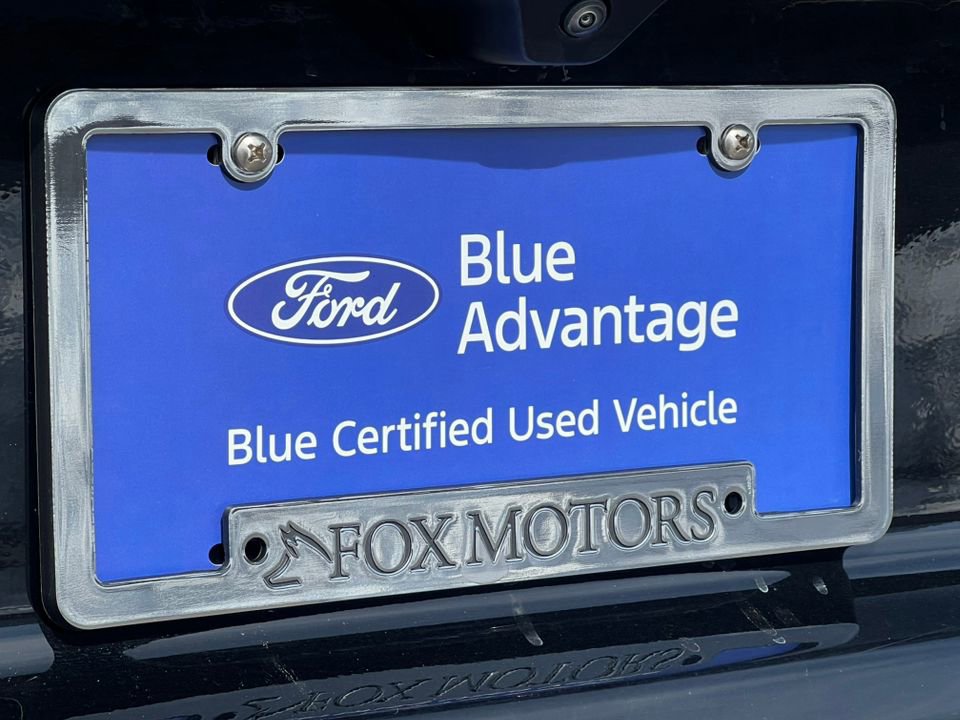 Ford
Blue
Advantage
Blue Certified Used Vehicle
FOX MOTORS